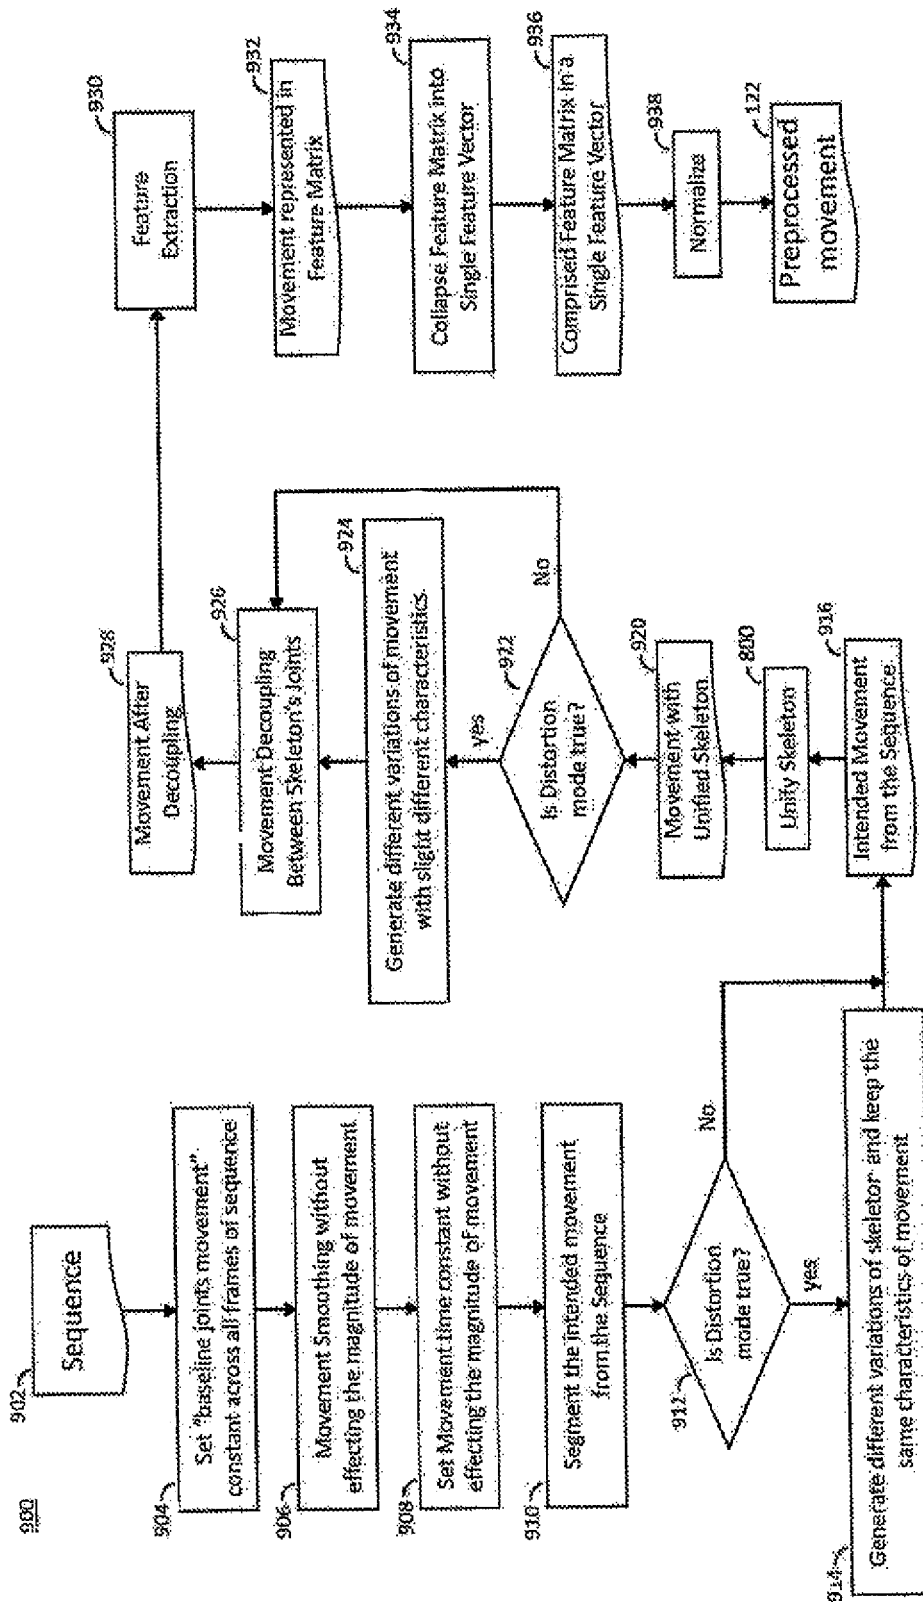 900
902
Sequence
904
Set "baseline joints movement"
constant across all frames of sequence
906
Movement Smoothing without
effecting the magnitude of movement
908
Set Movement time constant without
effecting the magnitude of movement
910
Segment the intended movement
from the Sequence
912
Is Distortion
mode true?
No
yes
914
Generate different variations of skeletor and keep the
same characteristics of movement
916
Intended Movement
from the Sequence
800
Unify Skeleton
920
Movement with
Unified Skeleton
922
Is Distortion
mode true?
No
yes
924
Generate different variations of movement
with slight different characteristics
926
Movement Decoupling
Between Skeleton's Joints
928
Movement After
Decoupling
930
Feature
Extraction
932
Movement represented in
Feature Matrix
934
Collapse Feature Matrix into
Single Feature Vector
936
Comprised Feature Matrix in a
Single Feature Vector
938
Normalize
122
Preprocessed
movement